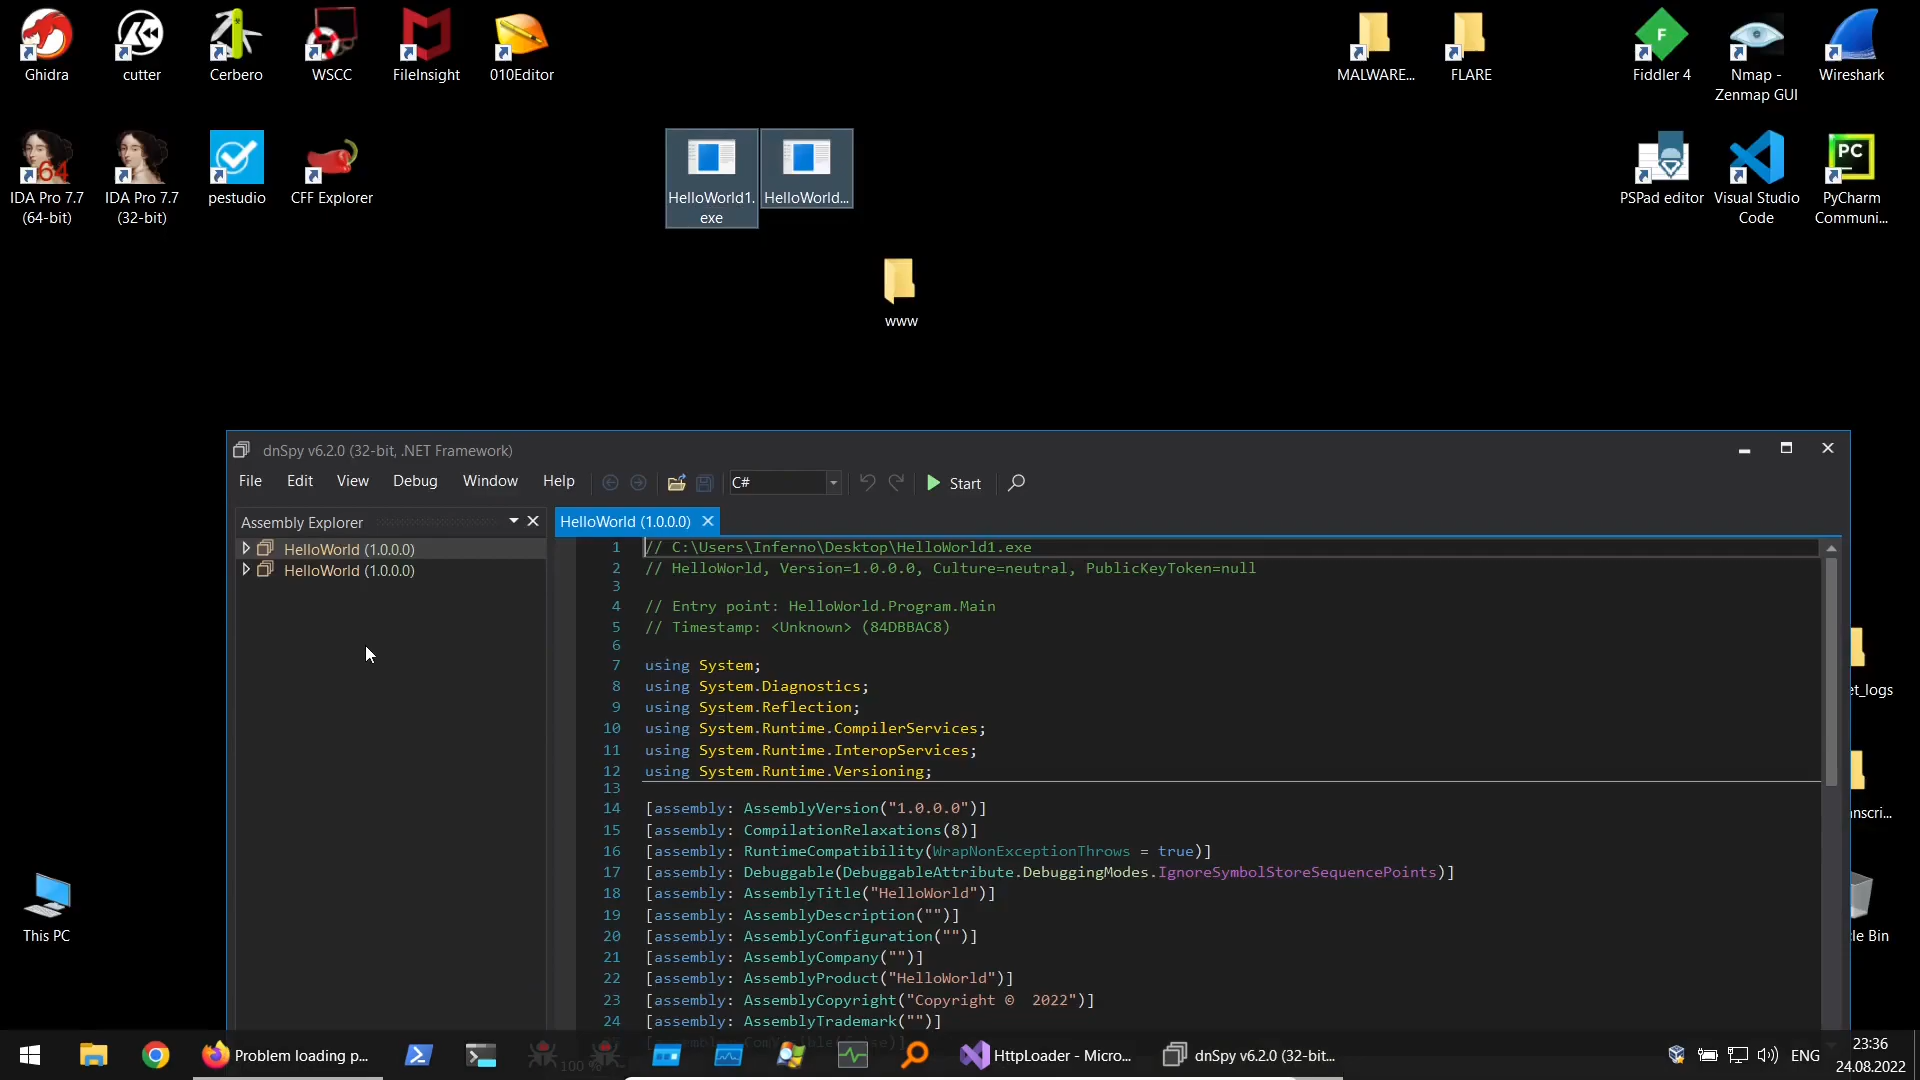 Ghidra
cutter
Cerbero
WSCC
FileInsight
010Editor
MALWARE...
FLARE
Fiddler 4
Nmap -
Zenmap GUI
Wireshark
64
IDA Pro 7.7
(64-bit)
IDA Pro 7.7
(32-bit)
pestudio
CFF Explorer
HelloWorld1.
exe
HelloWorld...
PSPad editor
Visual Studio
Code
PC
PyCharm
Communi...
www
dnSpy v6.2.0 (32-bit, .NET Framework)
File Edit View Debug Window Help C# Start
Assembly Explorer
HelloWorld (1.0.0.0)
HelloWorld (1.0.0.0)
HelloWorld (1.0.0.0)
1 // C:\Users\Inferno\Desktop\HelloWorld1.exe
2 // HelloWorld, Version=1.0.0.0, Culture=neutral, PublicKeyToken=null
3
4 // Entry point: HelloWorld.Program.Main
5 // Timestamp: <Unknown> (84DBBAC8)
6
7 using System;
8 using System.Diagnostics;
9 using System.Reflection;
10 using System.Runtime.CompilerServices;
11 using System.Runtime.InteropServices;
12 using System.Runtime.Versioning;
13
14 [assembly: AssemblyVersion("1.0.0.0")]
15 [assembly: CompilationRelaxations(8)]
16 [assembly: RuntimeCompatibility(WrapNonExceptionThrows = true)]
17 [assembly: Debuggable(DebuggableAttribute.DebuggingModes.IgnoreSymbolStoreSequencePoints)]
18 [assembly: AssemblyTitle("HelloWorld")]
19 [assembly: AssemblyDescription("")]
20 [assembly: AssemblyConfiguration("")]
21 [assembly: AssemblyCompany("")]
22 [assembly: AssemblyProduct("HelloWorld")]
23 [assembly: AssemblyCopyright("Copyright © 2022")]
24 [assembly: AssemblyTrademark("")]
100 %
et_logs
nscri...
le Bin
This PC
Problem loading p...
HttpLoader - Micro...
dnSpy v6.2.0 (32-bit...
ENG
23:36
24.08.2022